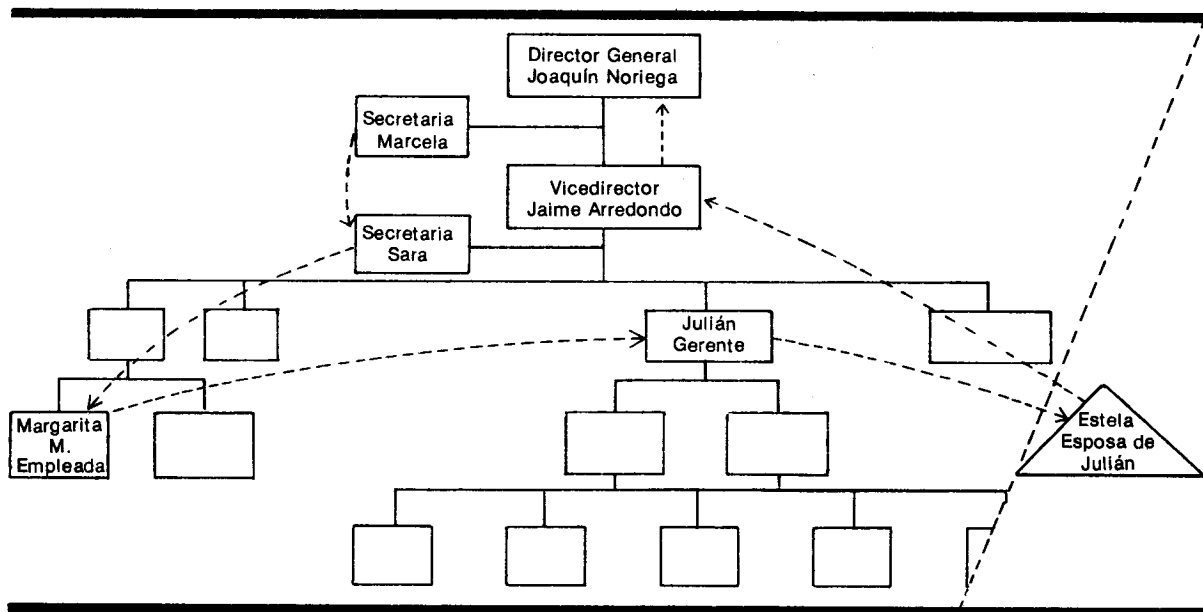 Director General
Joaquín Noriega
Secretaria
Marcela
Vicedirector
Jaime Arredondo
Secretaria
Sara
Julián
Gerente
Margarita
M.
Empleada
Estela
Esposa de
Julián